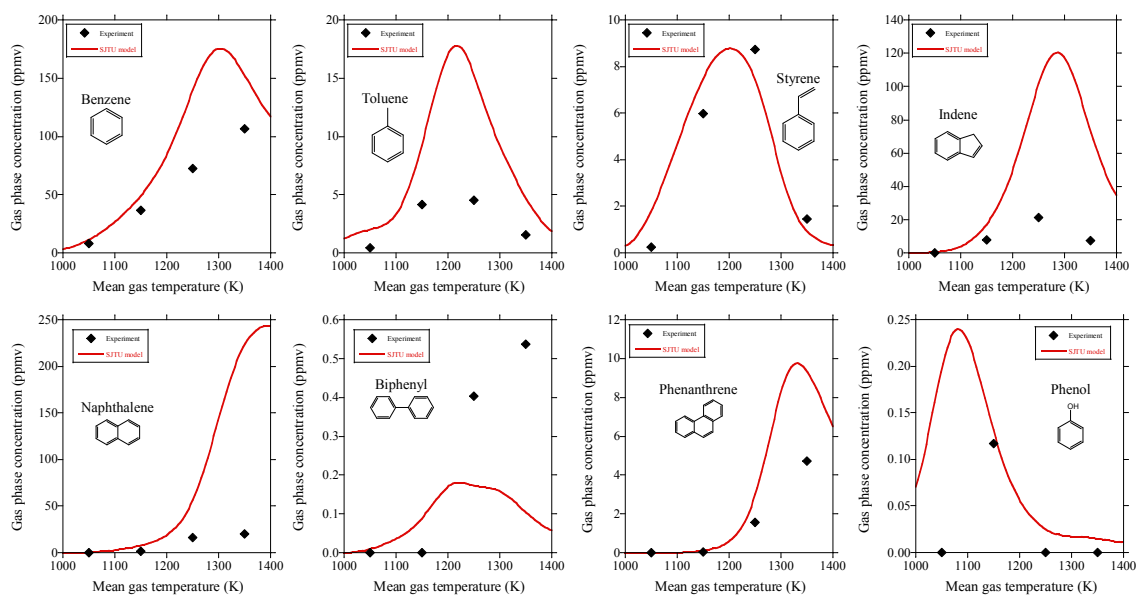 Gas phase concentration (ppmv)
200
150
100
50
0
Experiment
SJTU model
Benzene
1000 1100 1200 1300 1400
Mean gas temperature (K)
Gas phase concentration (ppmv)
20
15
10
5
0
Experiment
SJTU model
Toluene
1000 1100 1200 1300 1400
Mean gas temperature (K)
Gas phase concentration (ppmv)
10
8
6
4
2
0
Experiment
SJTU model
Styrene
1000 1100 1200 1300 1400
Mean gas temperature (K)
Gas phase concentration (ppmv)
140
120
100
80
60
40
20
0
Experiment
SJTU model
Indene
1000 1100 1200 1300 1400
Mean gas temperature (K)
Gas phase concentration (ppmv)
250
200
150
100
50
0
Experiment
SJTU model
Naphthalene
1000 1100 1200 1300 1400
Mean gas temperature (K)
Gas phase concentration (ppmv)
0.6
0.5
0.4
0.3
0.2
0.1
0.0
Experiment
SJTU model
Biphenyl
1000 1100 1200 1300 1400
Mean gas temperature (K)
Gas phase concentration (ppmv)
12
10
8
6
4
2
0
Experiment
SJTU model
Phenanthrene
1000 1100 1200 1300 1400
Mean gas temperature (K)
Gas phase concentration (ppmv)
0.25
0.20
0.15
0.10
0.05
0.00
Experiment
SJTU model
Phenol
OH
1000 1100 1200 1300 1400
Mean gas temperature (K)